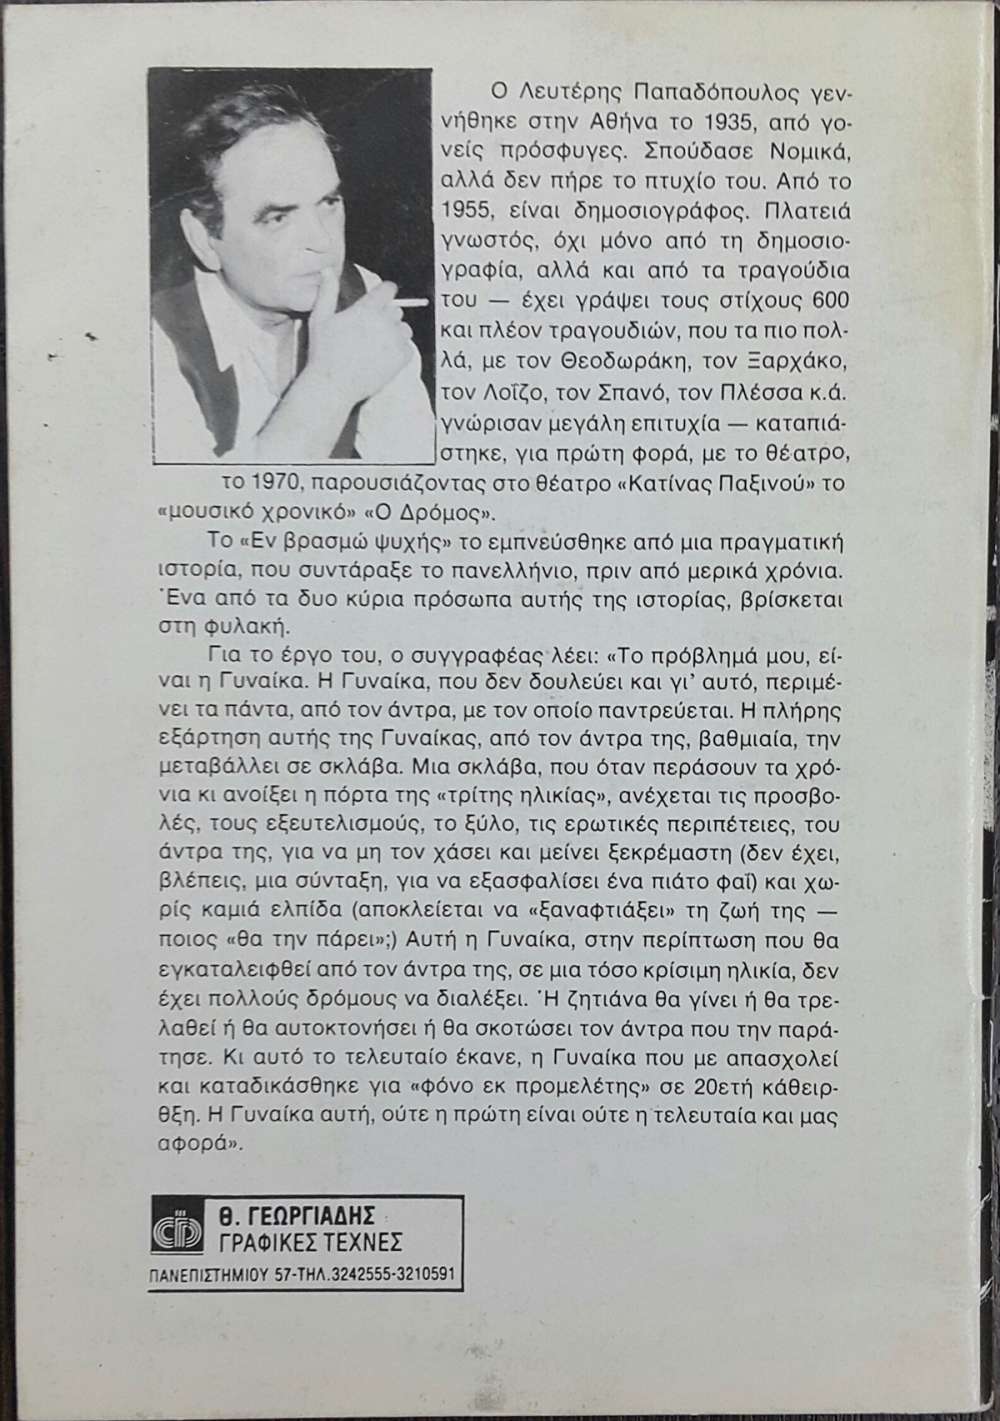 Ο Λευτέρης Παπαδόπουλος γεν-
νήθηκε στην Αθήνα το 1935, από γο-
νείς πρόσφυγες. Σπούδασε Νομικά,
αλλά δεν πήρε το πτυχίο του. Από το
1955, είναι δημοσιογράφος. Πλατειά
γνωστός, όχι μόνο από τη δημοσιο-
γραφία, αλλά και από τα τραγούδια
του — έχει γράψει τους στίχους 600
και πλέον τραγουδιών, που τα πιο πολ-
λά, με τον Θεοδωράκη, τον Ξαρχάκο,
τον Λοΐζο, τον Σπανό, τον Πλέσσα κ.ά.
γνώρισαν μεγάλη επιτυχία — καταπιά-
στηκε, για πρώτη φορά, με το θέατρο,
το 1970, παρουσιάζοντας στο θέατρο «Κατίνας Παξινού» το
«μουσικό χρονικό» «Ο Δρόμος».
Το «Εν βρασμώ ψυχής» το εμπνεύσθηκε από μια πραγματική
ιστορία, που συντάραξε το πανελλήνιο, πριν από μερικά χρόνια.
Ένα από τα δυο κύρια πρόσωπα αυτής της ιστορίας, βρίσκεται
στη φυλακή.
Για το έργο του, ο συγγραφέας λέει: «Το πρόβλημά μου, εί-
ναι η Γυναίκα. Η Γυναίκα, που δεν δουλεύει και γι' αυτό, περιμέ-
νει τα πάντα, από τον άντρα, με τον οποίο παντρεύεται. Η πλήρης
εξάρτηση αυτής της Γυναίκας, από τον άντρα της, βαθμιαία, την
μεταβάλλει σε σκλάβα. Μια σκλάβα, που όταν περάσουν τα χρό-
νια κι ανοίξει η πόρτα της «τρίτης ηλικίας», ανέχεται τις προσβο-
λές, τους εξευτελισμούς, το ξύλο, τις ερωτικές περιπέτειες, του
άντρα της, για να μη τον χάσει και μείνει ξεκρέμαστη (δεν έχει,
βλέπεις, μια σύνταξη, για να εξασφαλίσει ένα πιάτο φαΐ) και χω-
ρίς καμιά ελπίδα (αποκλείεται να «ξαναφτιάξει» τη ζωή της —
ποιος «θα την πάρει»;) Αυτή η Γυναίκα, στην περίπτωση που θα
εγκαταλειφθεί από τον άντρα της, σε μια τόσο κρίσιμη ηλικία, δεν
έχει πολλούς δρόμους να διαλέξει. Ή ζητιάνα θα γίνει ή θα τρε-
λαθεί ή θα αυτοκτονήσει ή θα σκοτώσει τον άντρα που την παρά-
τησε. Κι αυτό το τελευταίο έκανε, η Γυναίκα που με απασχολεί
και καταδικάσθηκε για «φόνο εκ προμελέτης» σε 20ετή κάθειρ-
θξη. Η Γυναίκα αυτή, ούτε η πρώτη είναι ούτε η τελευταία και μας
αφορά».
Θ. ΓΕΩΡΓΙΑΔΗΣ
ΓΡΑΦΙΚΕΣ ΤΕΧΝΕΣ
ΠΑΝΕΠΙΣΤΗΜΙΟΥ 57-ΤΗΛ.3242555-3210591